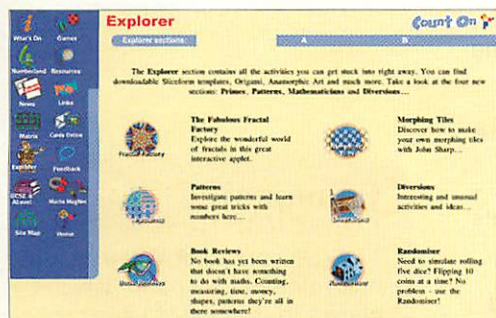 Explorer
Count On
Explorer sections:
A
B
What's On
Games
Numberland
Resources
News
Links
Matrix
Cards Online
Explorer
Feedback
GCSE &
ALevel
Maths Magnet
Site Map
Home
The Explorer section contains all the activities you can get stuck into right away. You can find
downloadable Sliceform templates, Origami, Anamorphic Art and much more. Take a look at the four new
sections: Primes, Patterns, Mathematicians and Diversions...
Fractal Factory
The Fabulous Fractal
Factory
Explore the wonderful world
of fractals in this great
interactive applet.
Morphing Tiles
Discover how to make
your own morphing tiles
with John Sharp...
Patterns
Investigate patterns and learn
some great tricks with
numbers here...
Diversions
Interesting and unusual
activities and ideas...
Book Reviews
Book Reviews
No book has yet been written
that doesn't have something
to do with maths. Counting,
measuring, time, money,
shapes, patterns they're all in
there somewhere!
Randomiser
Need to simulate rolling
five dice? Flipping 10
coins at a time? No
problem - use the
Randomiser!